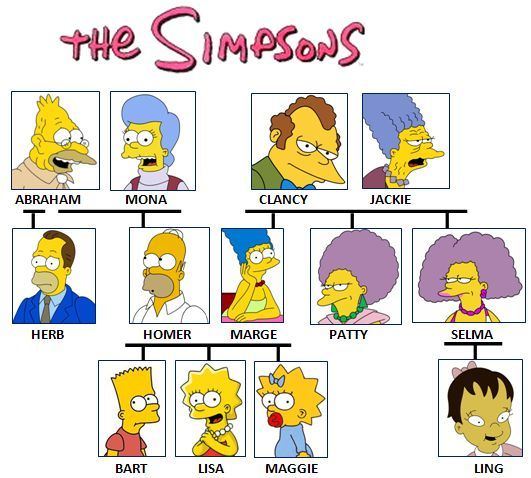 the SIMPSONS
ABRAHAM MONA CLANCY JACKIE
HERB HOMER MARGE PATTY SELMA
BART LISA MAGGIE LING